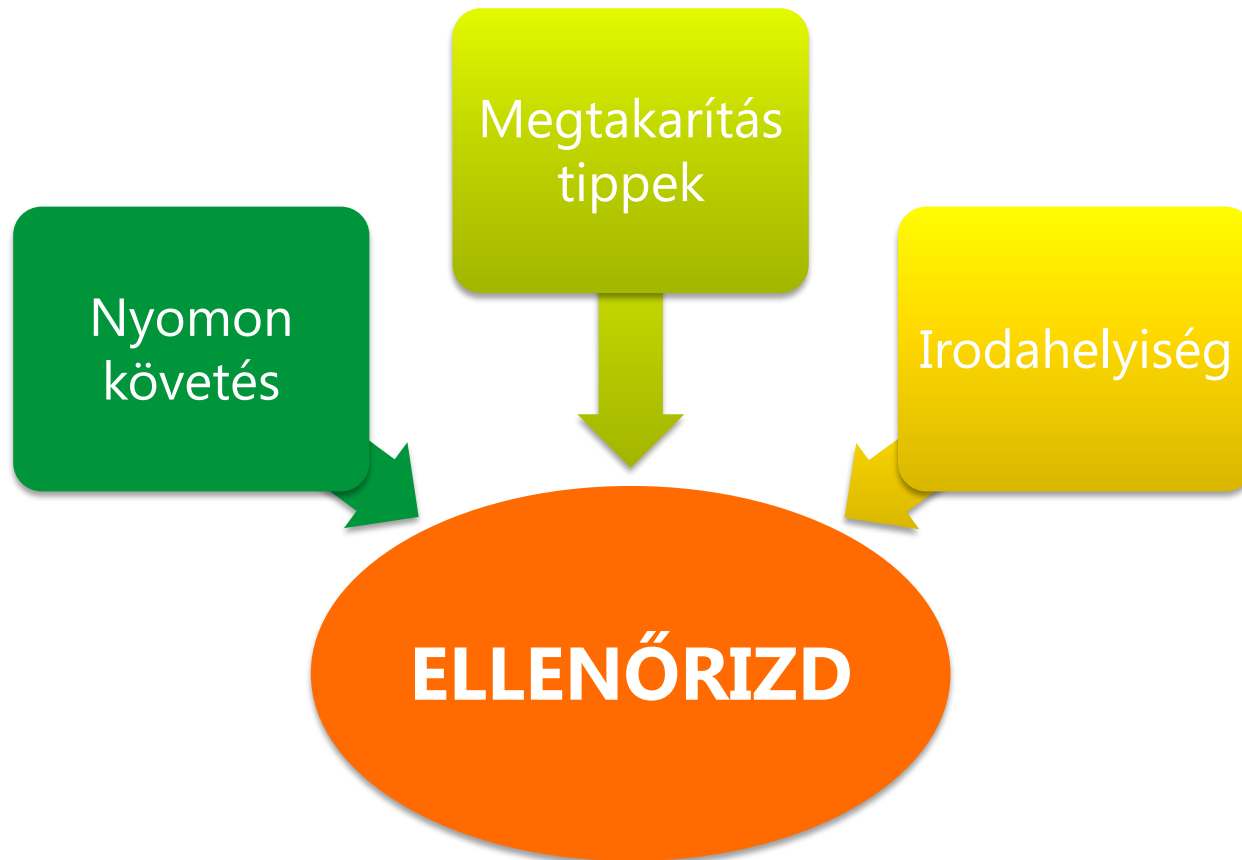 Megtakarítás
tippek
Nyomon
követés
Irodahelyiség
ELLENŐRIZD